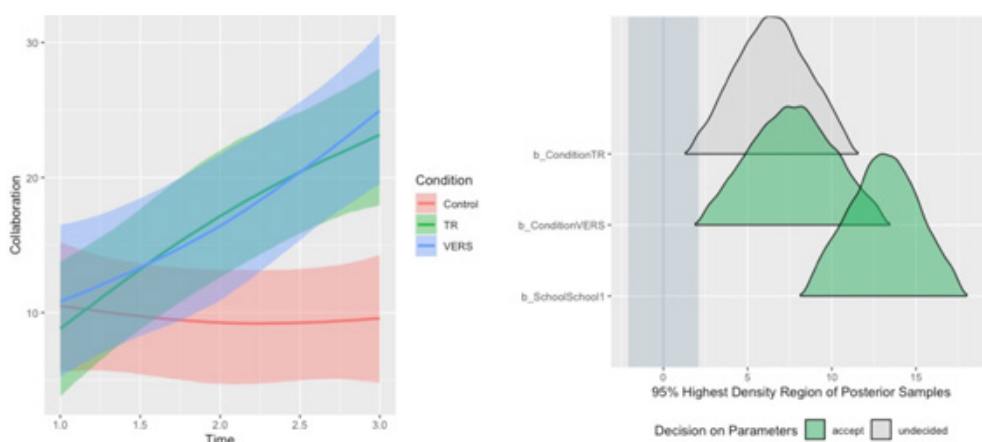 30
20
10
Collaboration
1.0 1.5 2.0 2.5 3.0
Time
Condition
Control
TR
VERS
b_ConditionTR
b_ConditionVERS
b_SchoolSchool1
0 5 10 15
95% Highest Density Region of Posterior Samples
Decision on Parameters accept undecided